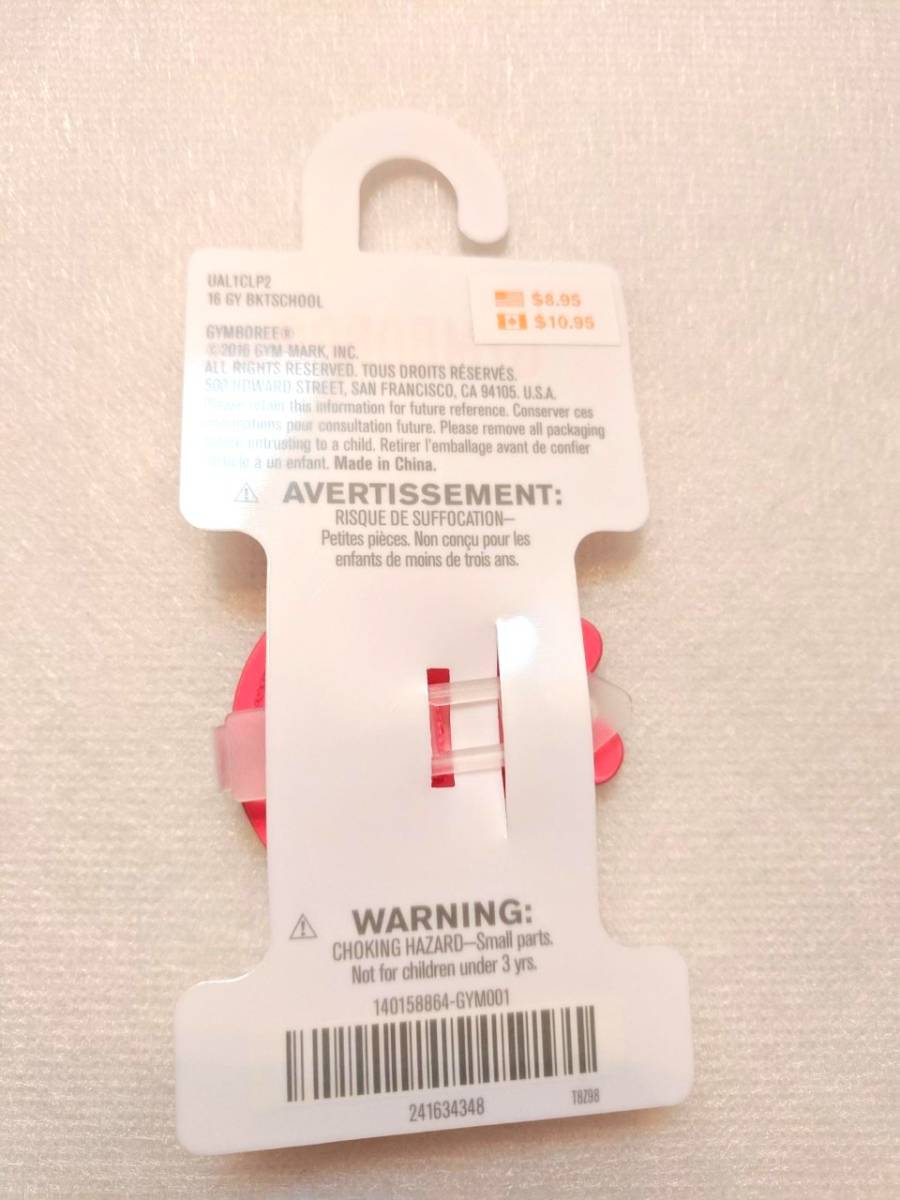 UAL1CLP2
16 GY BKTSCHOOL
$8.95
$10.95
GYMBOREE®
©2016 GYM-MARK, INC.
ALL RIGHTS RESERVED. TOUS DROITS RÉSERVÉS.
500 HOWARD STREET, SAN FRANCISCO, CA 94105. U.S.A.
Please retain this information for future reference. Conserver ces
pour consultation future. Please remove all packaging
entrusting to a child. Retirer l'emballage avant de confier
à un enfant. Made in China.
AVERTISSEMENT:
RISQUE DE SUFFOCATION—
Petites pièces. Non conçu pour les
enfants de moins de trois ans.
WARNING:
CHOKING HAZARD—Small parts.
Not for children under 3 yrs.
140158864-GYM001
241634348
T8Z98